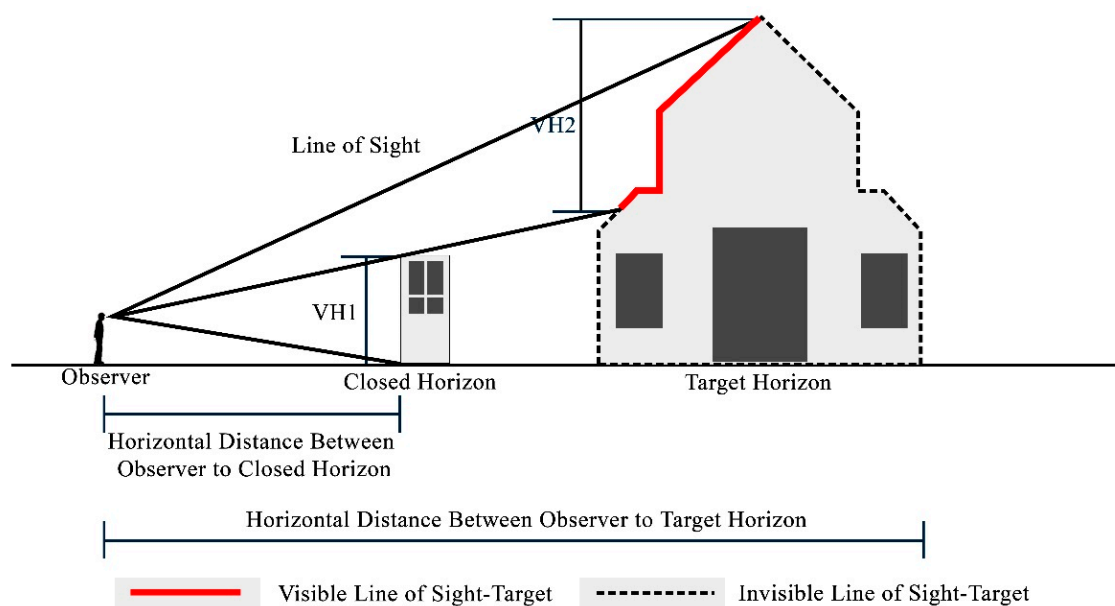 VH2
Line of Sight
VH1
Observer
Closed Horizon
Target Horizon
Horizontal Distance Between
Observer to Closed Horizon
Horizontal Distance Between Observer to Target Horizon
Visible Line of Sight-Target
Invisible Line of Sight-Target